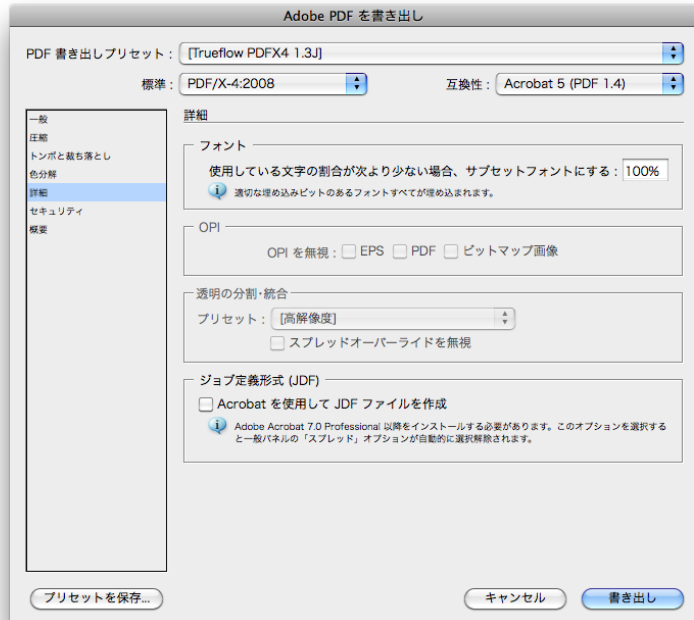 Adobe PDF を書き出し
PDF 書き出しプリセット： [Trueflow PDFX4 1.3J]
標準： PDF/X-4:2008 互換性： Acrobat 5 (PDF 1.4)
一般
圧縮
トンボと裁ち落とし
色分解
詳細
セキュリティ
概要
詳細
フォント
使用している文字の割合が次より少ない場合、サブセットフォントにする： 100%
適切な埋め込みビットのあるフォントすべてが埋め込まれます。
OPI
OPI を無視： EPS PDF ビットマップ画像
透明の分割・統合
プリセット： [高解像度]
スプレッドオーバーライドを無視
ジョブ定義形式 (JDF)
Acrobat を使用して JDF ファイルを作成
Adobe Acrobat 7.0 Professional 以降をインストールする必要があります。このオプションを選択する
と一般パネルの「スプレッド」オプションが自動的に選択解除されます。
プリセットを保存... キャンセル 書き出し